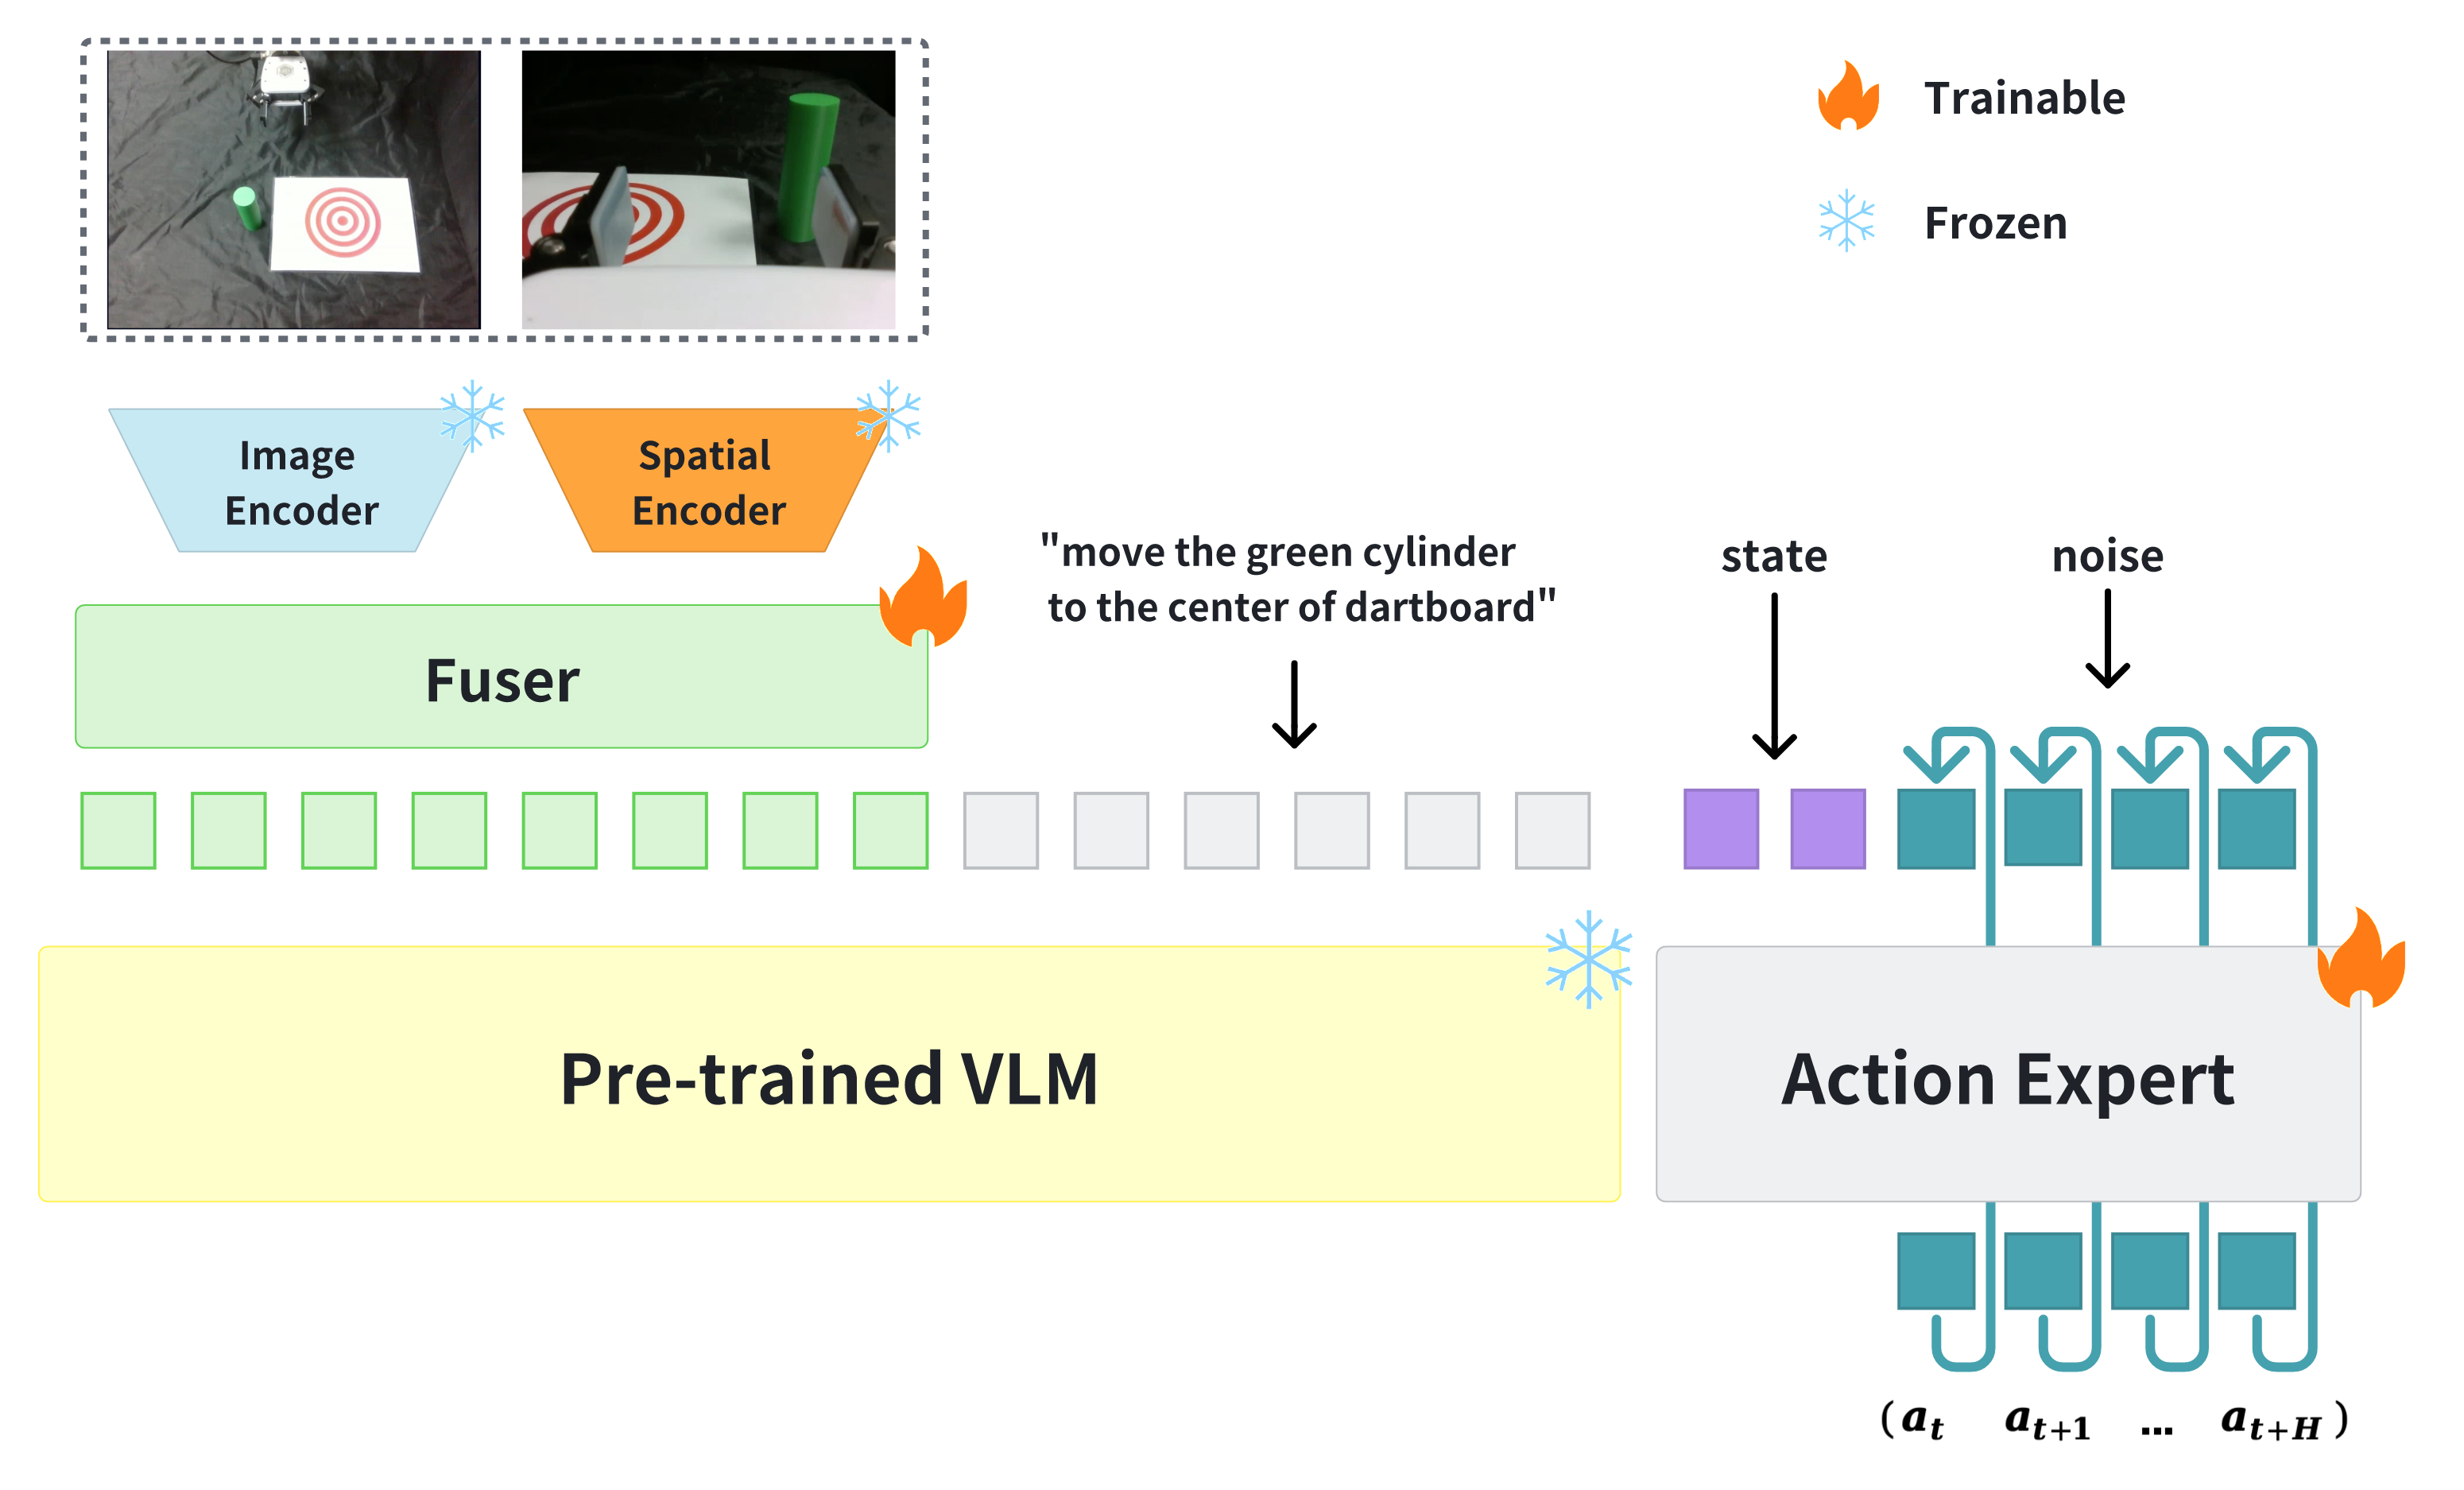 Trainable
Frozen
Image
Encoder
Spatial
Encoder
"move the green cylinder
to the center of dartboard"
state
noise
Fuser
Pre-trained VLM
Action Expert
(a_t a_{t+1} ... a_{t+H})